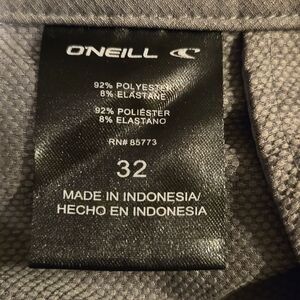 O'NEILL
92% POLYESTER
8% ELASTANE
92% POLIÉSTER
8% ELASTANO
RN# 85773
32
MADE IN INDONESIA/
HECHO EN INDONESIA